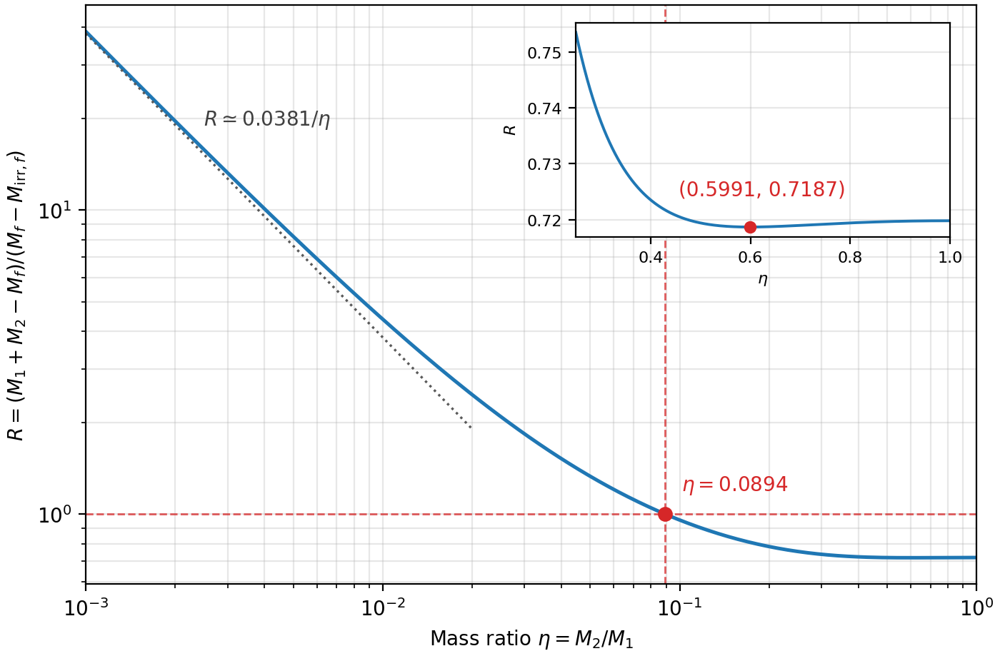 R = (M₁ + M₂ − M_f)/(M_f − M_irr, f)
10¹
10⁰
R ≃ 0.0381/η
0.75
0.74
0.73
0.72
R
(0.5991, 0.7187)
0.4 0.6 0.8 1.0
η
η = 0.0894
10⁻³ 10⁻² 10⁻¹ 10⁰
Mass ratio η = M₂/M₁